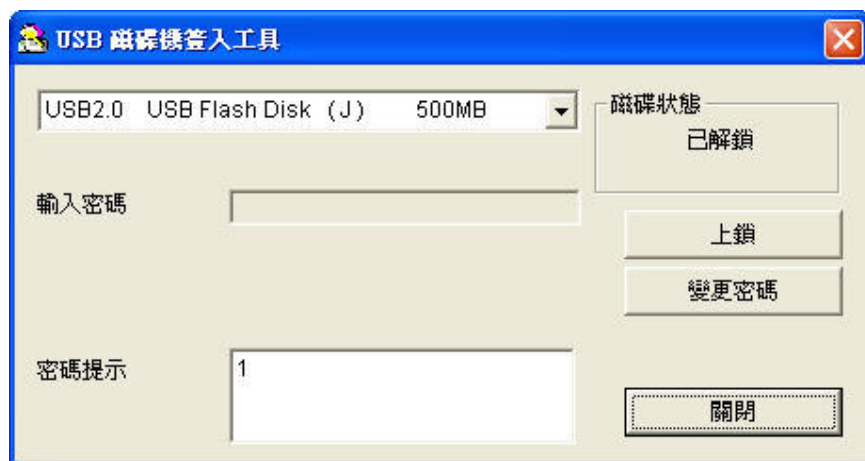 USB 磁碟機簽入工具
USB2.0 USB Flash Disk (J) 500MB
磁碟狀態
已解鎖
輸入密碼
上鎖
變更密碼
密碼提示
1
關閉